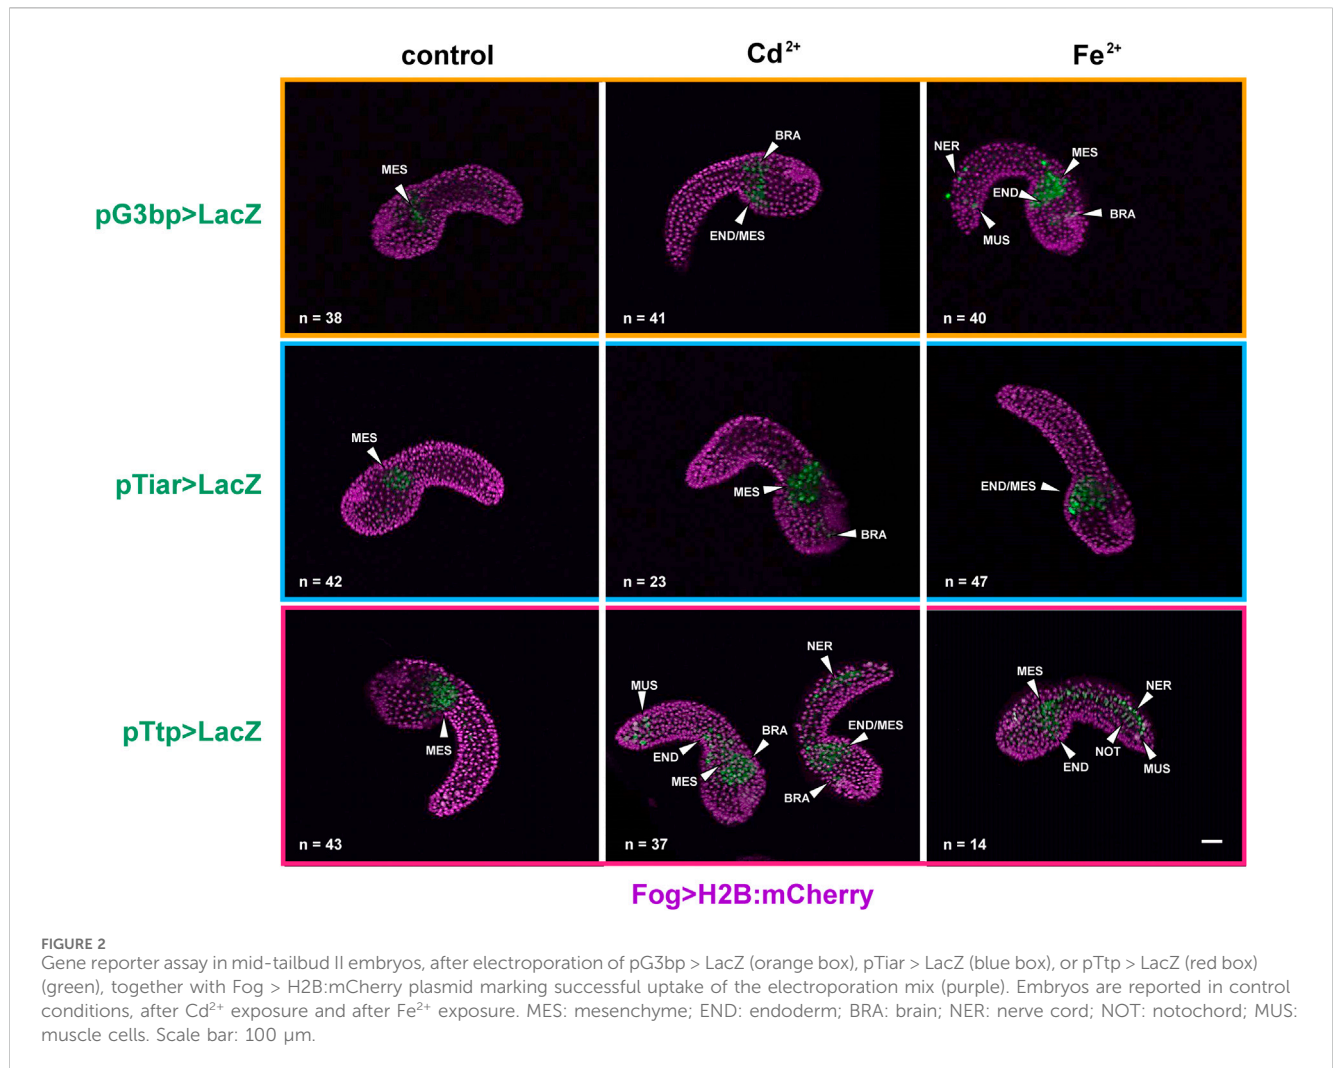 control
Cd²⁺
Fe²⁺
pG3bp>LacZ
MES
n = 38
BRA
END/MES
n = 41
NER
MES
END
BRA
MUS
n = 40
pTiar>LacZ
MES
n = 42
MES
BRA
n = 23
END/MES
n = 47
pTtp>LacZ
MES
n = 43
MUS
NER
END
BRA
END/MES
MES
BRA
n = 37
MES
NER
NOT
END
MUS
n = 14
Fog>H2B:mCherry
FIGURE 2
Gene reporter assay in mid-tailbud II embryos, after electroporation of pG3bp > LacZ (orange box), pTiar > LacZ (blue box), or pTtp > LacZ (red box)
(green), together with Fog > H2B:mCherry plasmid marking successful uptake of the electroporation mix (purple). Embryos are reported in control
conditions, after Cd²⁺ exposure and after Fe²⁺ exposure. MES: mesenchyme; END: endoderm; BRA: brain; NER: nerve cord; NOT: notochord; MUS:
muscle cells. Scale bar: 100 μm.